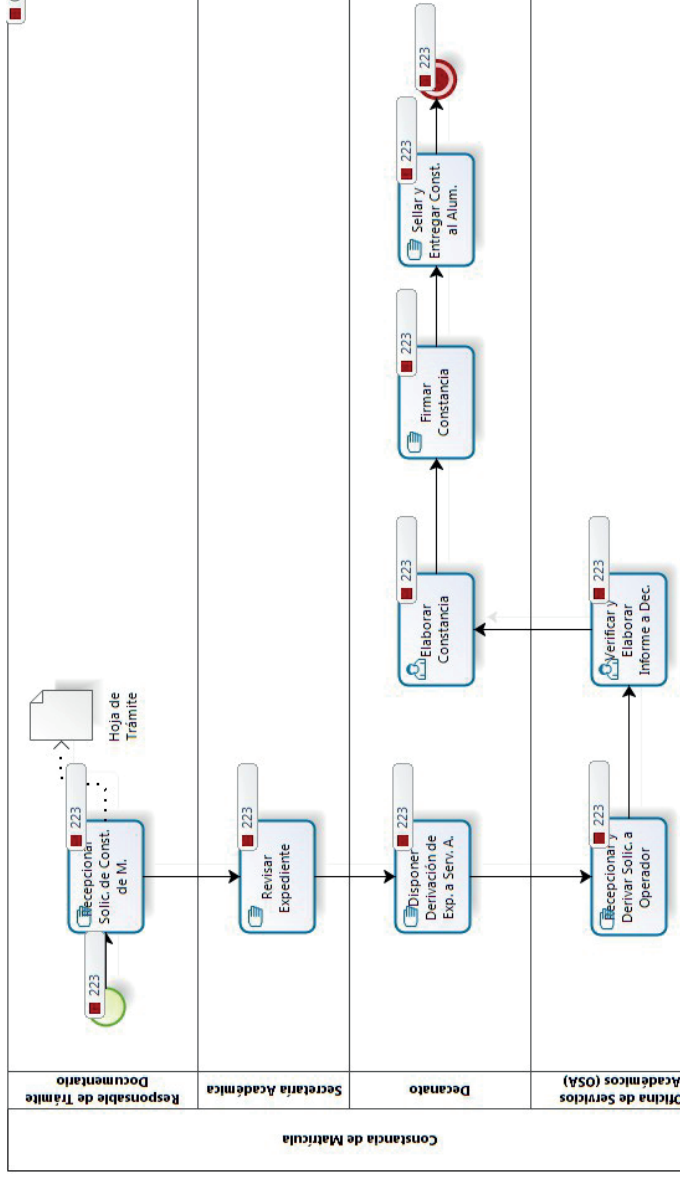 Constancia de Matrícula
Responsable de Trámite
Documentario
223
223
Recepcionar
Solic. de Const.
de M.
Hoja de
Trámite
Secretaría Académica
223
Revisar
Expediente
Decanato
223
Disponer
Derivación de
Exp. a Serv. A.
223
Elaborar
Constancia
223
Firmar
Constancia
223
Sellar y
Entregar Const.
al Alum.
223
Oficina de Servicios
Académicos (OSA)
223
Recepcionar y
Derivar Solic. a
Operador
223
Verificar y
Elaborar
Informe a Dec.